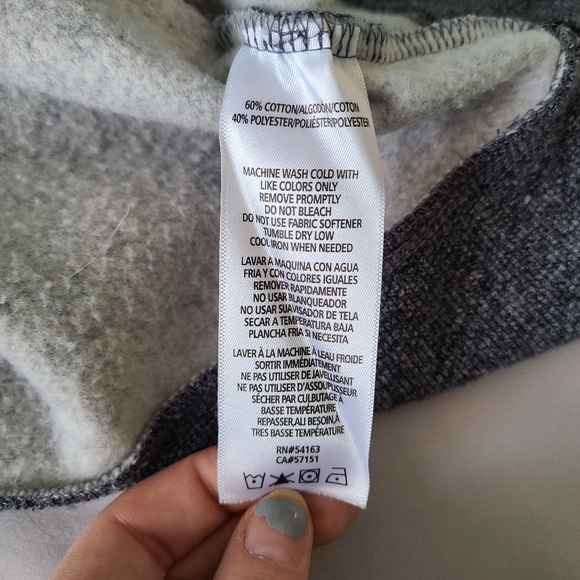 60% COTTON/ALGODÓN/COTON
40% POLYESTER/POLIÉSTER/POLYESTER
MACHINE WASH COLD WITH
LIKE COLORS ONLY
REMOVE PROMPTLY
DO NOT BLEACH
DO NOT USE FABRIC SOFTENER
TUMBLE DRY LOW
COOL IRON WHEN NEEDED
LAVAR A MAQUINA CON AGUA
FRIA Y CON COLORES IGUALES
REMOVER RAPIDAMENTE
NO USAR BLANQUEADOR
NO USAR SUAVISADOR DE TELA
SECAR A TEMPERATURA BAJA
PLANCHA FRIA SI NECESITA
LAVER À LA MACHINE À LEAU FROIDE
SORTIR IMMÉDIATEMENT
NE PAS UTILISER DE JAVELLISANT
NE PAS UTILISER D'ASSOUPLISSEUR
SÉCHER PAR CULBUTAGE À
BASSE TEMPÉRATURE
REPASSER, ALI BESOIN, À
TRES BASSE TEMPÉRATURE
RN#54163
CA#57151